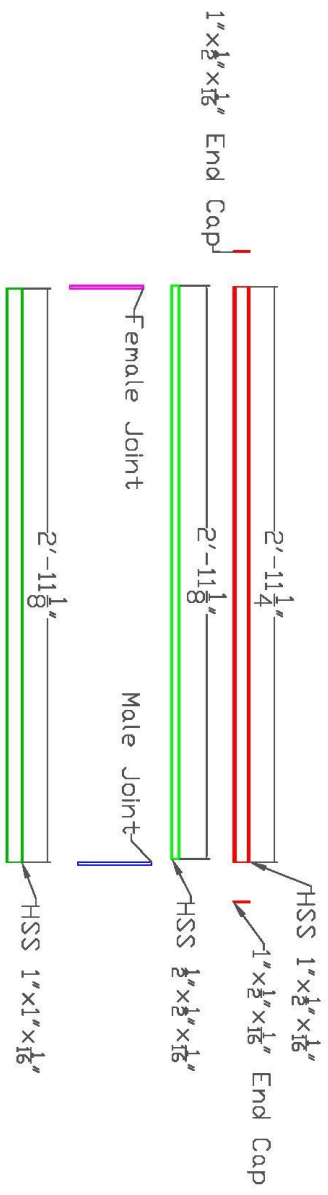 1"x½"x1/16" End Cap
2'-11¼"
HSS 1"x½"x1/16"
1"x½"x1/16" End Cap
2'-11⅛"
HSS ½"x½"x1/16"
Female Joint
Male Joint
2'-11⅛"
HSS 1"x1"x1/16"